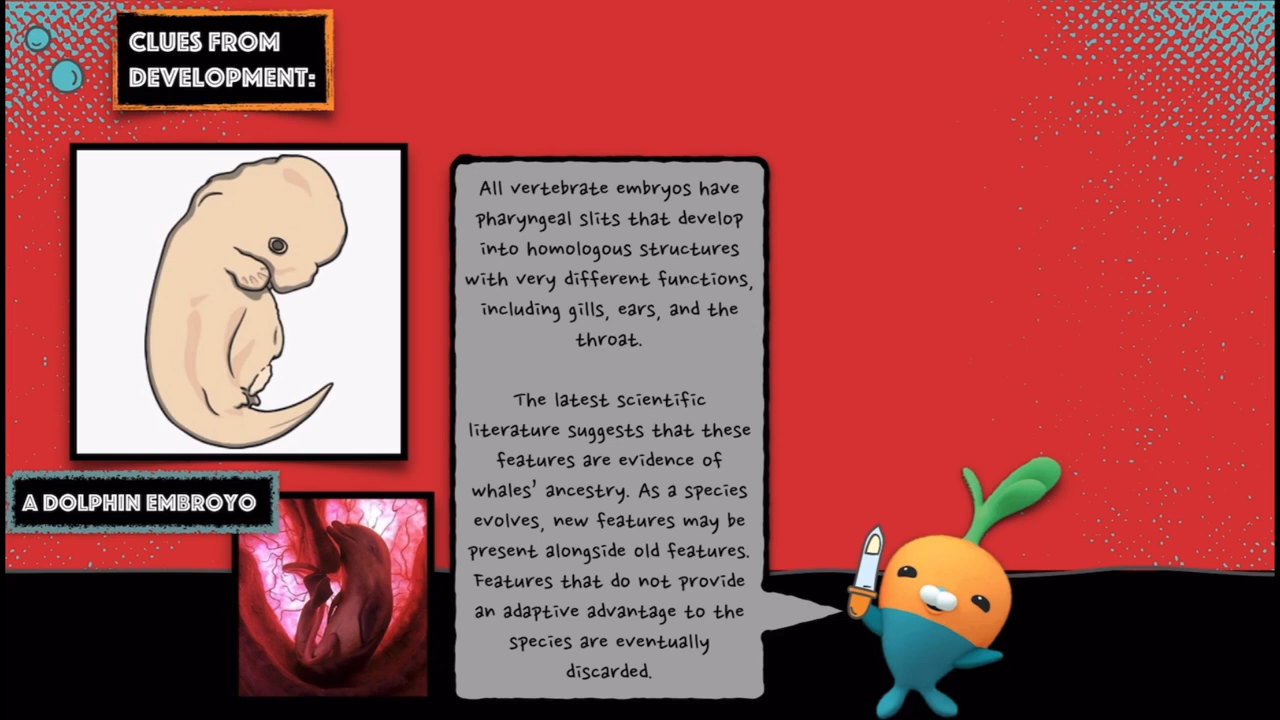 CLUES FROM
DEVELOPMENT:
All vertebrate embryos have
pharyngeal slits that develop
into homologous structures
with very different functions,
including gills, ears, and the
throat.
The latest scientific
literature suggests that these
features are evidence of
whales' ancestry. As a species
evolves, new features may be
present alongside old features.
Features that do not provide
an adaptive advantage to the
species are eventually
discarded.
A DOLPHIN EMBROYO